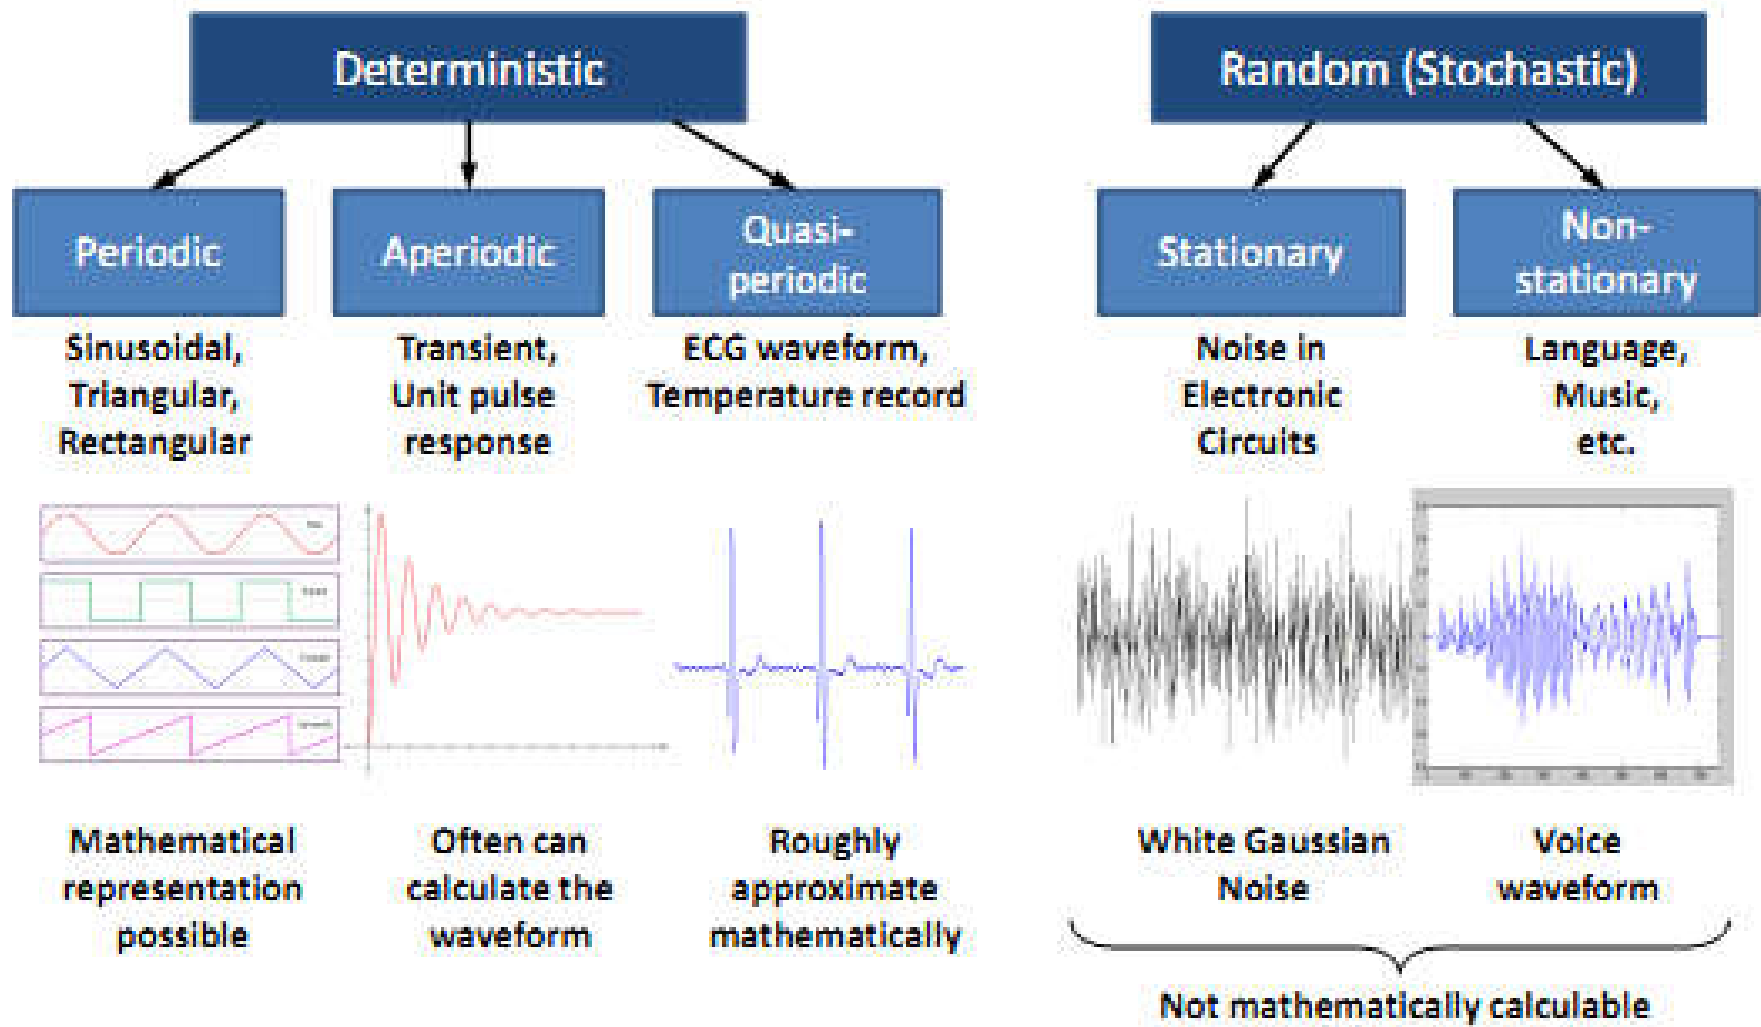 Deterministic
Random (Stochastic)
Periodic
Aperiodic
Quasi-
periodic
Stationary
Non-
stationary
Sinusoidal,
Triangular,
Rectangular
Transient,
Unit pulse
response
ECG waveform,
Temperature record
Noise in
Electronic
Circuits
Language,
Music,
etc.
Mathematical
representation
possible
Often can
calculate the
waveform
Roughly
approximate
mathematically
White Gaussian
Noise
Voice
waveform
Not mathematically calculable